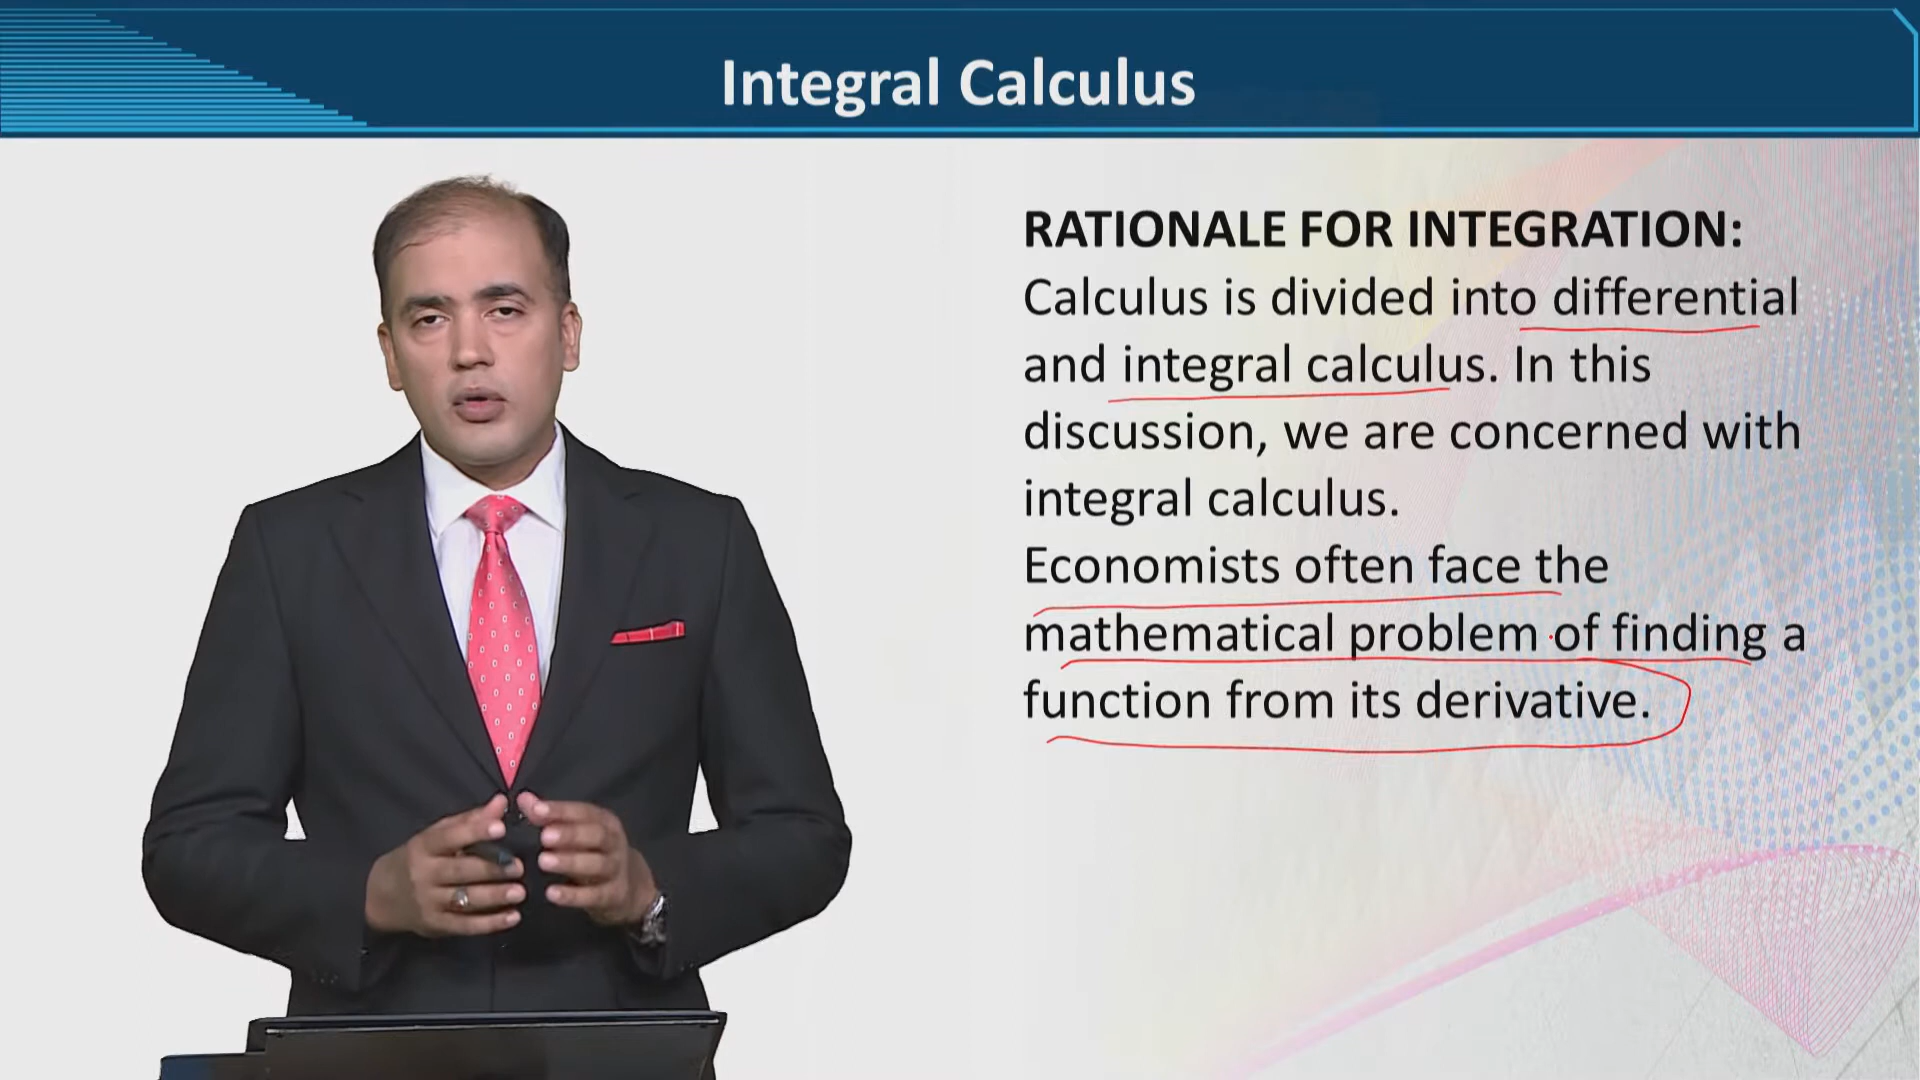 Integral Calculus
RATIONALE FOR INTEGRATION:
Calculus is divided into differential
and integral calculus. In this
discussion, we are concerned with
integral calculus.
Economists often face the
mathematical problem of finding a
function from its derivative.